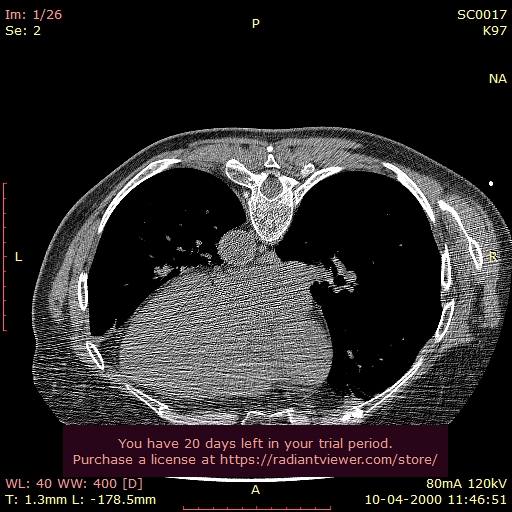 Im: 1/26
Se: 2
P
SC0017
K97
NA
L
R
You have 20 days left in your trial period.
Purchase a license at https://radiantviewer.com/store/
WL: 40 WW: 400 [D]
T: 1.3mm L: -178.5mm
A
80mA 120kV
10-04-2000 11:46:51